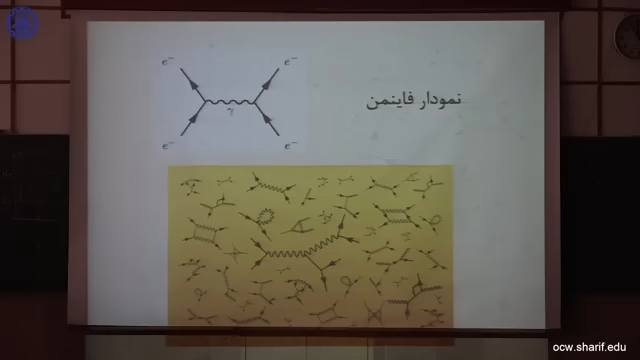 e⁻ e⁻
نمودار فاینمن
γ
e⁻ e⁻
ocw.sharif.edu